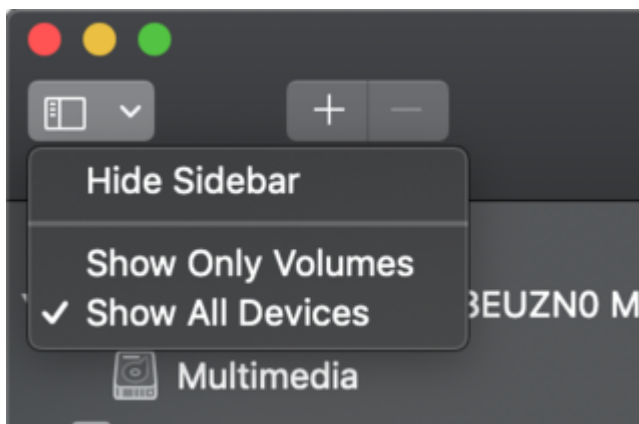 Hide Sidebar
Show Only Volumes
Show All Devices
BEUZN0 M
Multimedia